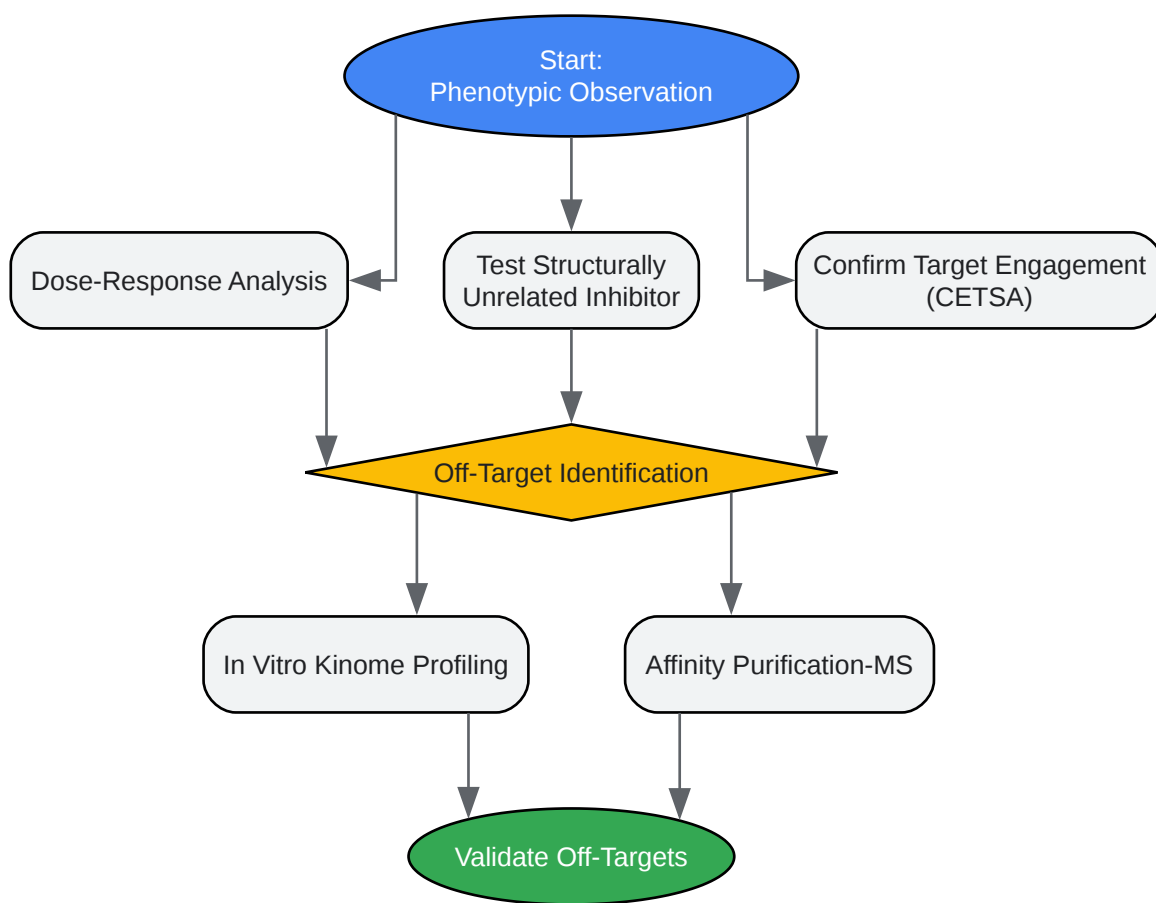 Start:
Phenotypic Observation
Dose-Response Analysis
Test Structurally
Unrelated Inhibitor
Confirm Target Engagement
(CETSA)
Off-Target Identification
In Vitro Kinome Profiling
Affinity Purification-MS
Validate Off-Targets